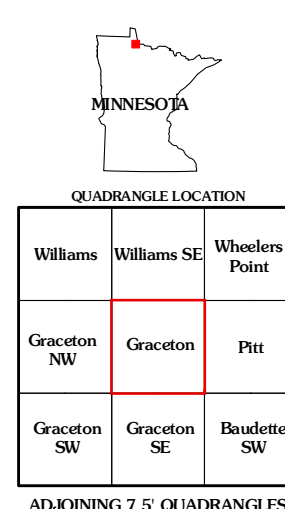 MINNESOTA
QUADRANGLE LOCATION
Williams Williams SE Wheelers
Point
Graceton
NW Graceton Pitt
Graceton
SW Graceton
SE Baudette
SW
ADJOINING 7.5' QUADRANGLES